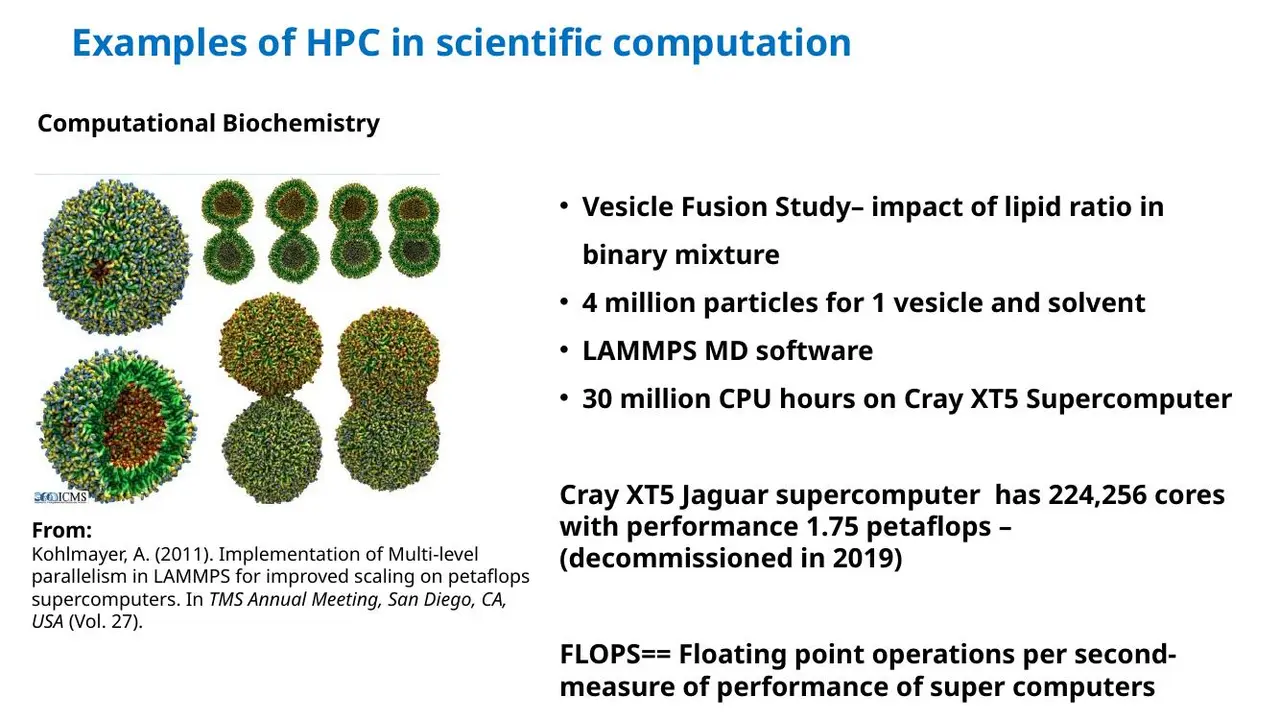 Examples of HPC in scientific computation
Computational Biochemistry
ICMS
From:
Kohlmayer, A. (2011). Implementation of Multi-level
parallelism in LAMMPS for improved scaling on petaflops
supercomputers. In TMS Annual Meeting, San Diego, CA,
USA (Vol. 27).
• Vesicle Fusion Study– impact of lipid ratio in
binary mixture
• 4 million particles for 1 vesicle and solvent
• LAMMPS MD software
• 30 million CPU hours on Cray XT5 Supercomputer
Cray XT5 Jaguar supercomputer  has 224,256 cores
with performance 1.75 petaflops –
(decommissioned in 2019)
FLOPS== Floating point operations per second-
measure of performance of super computers